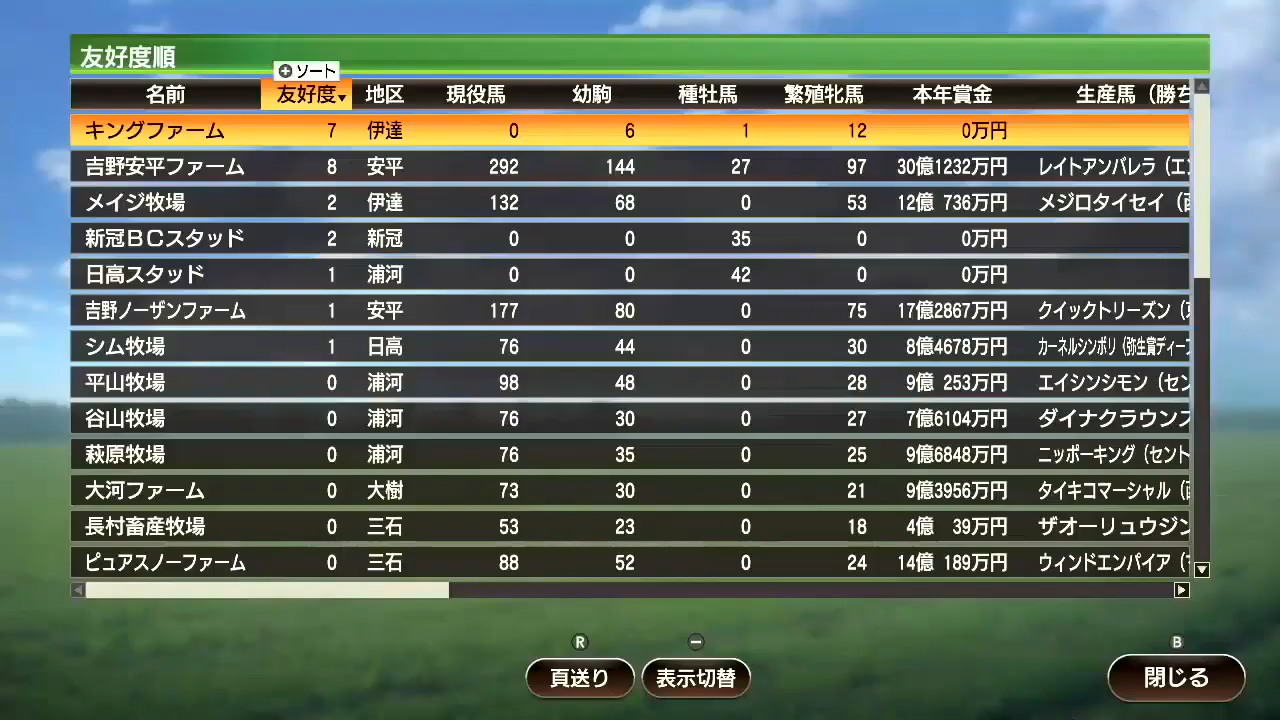 友好度順
ソート
名前 友好度 地区 現役馬 幼駒 種牡馬 繁殖牝馬 本年賞金 生産馬（勝ち
キングファーム 7 伊達 0 6 1 12 0万円
吉野安平ファーム 8 安平 292 144 27 97 30億1232万円 レイトアンバレラ（エ
メイジ牧場 2 伊達 132 68 0 53 12億 736万円 メジロタイセイ（
新冠ＢＣスタッド 2 新冠 0 0 35 0 0万円
日高スタッド 1 浦河 0 0 42 0 0万円
吉野ノーザンファーム 1 安平 177 80 0 75 17億2867万円 クイックトリーズン（
シム牧場 1 日高 76 44 0 30 8億4678万円 カーネルシンボリ（弥生賞ディープ
平山牧場 0 浦河 98 48 0 28 9億 253万円 エイシンシモン（セン
谷山牧場 0 浦河 76 30 0 27 7億6104万円 ダイナクラウンス
萩原牧場 0 浦河 76 35 0 25 9億6848万円 ニッポーキング（セント
大河ファーム 0 大樹 73 30 0 21 9億3956万円 タイキコマーシャル（
長村畜産牧場 0 三石 53 23 0 18 4億 39万円 ザオーリュウジン
ピュアスノーファーム 0 三石 88 52 0 24 14億 189万円 ウィンドエンパイア（
R B
頁送り 表示切替 閉じる